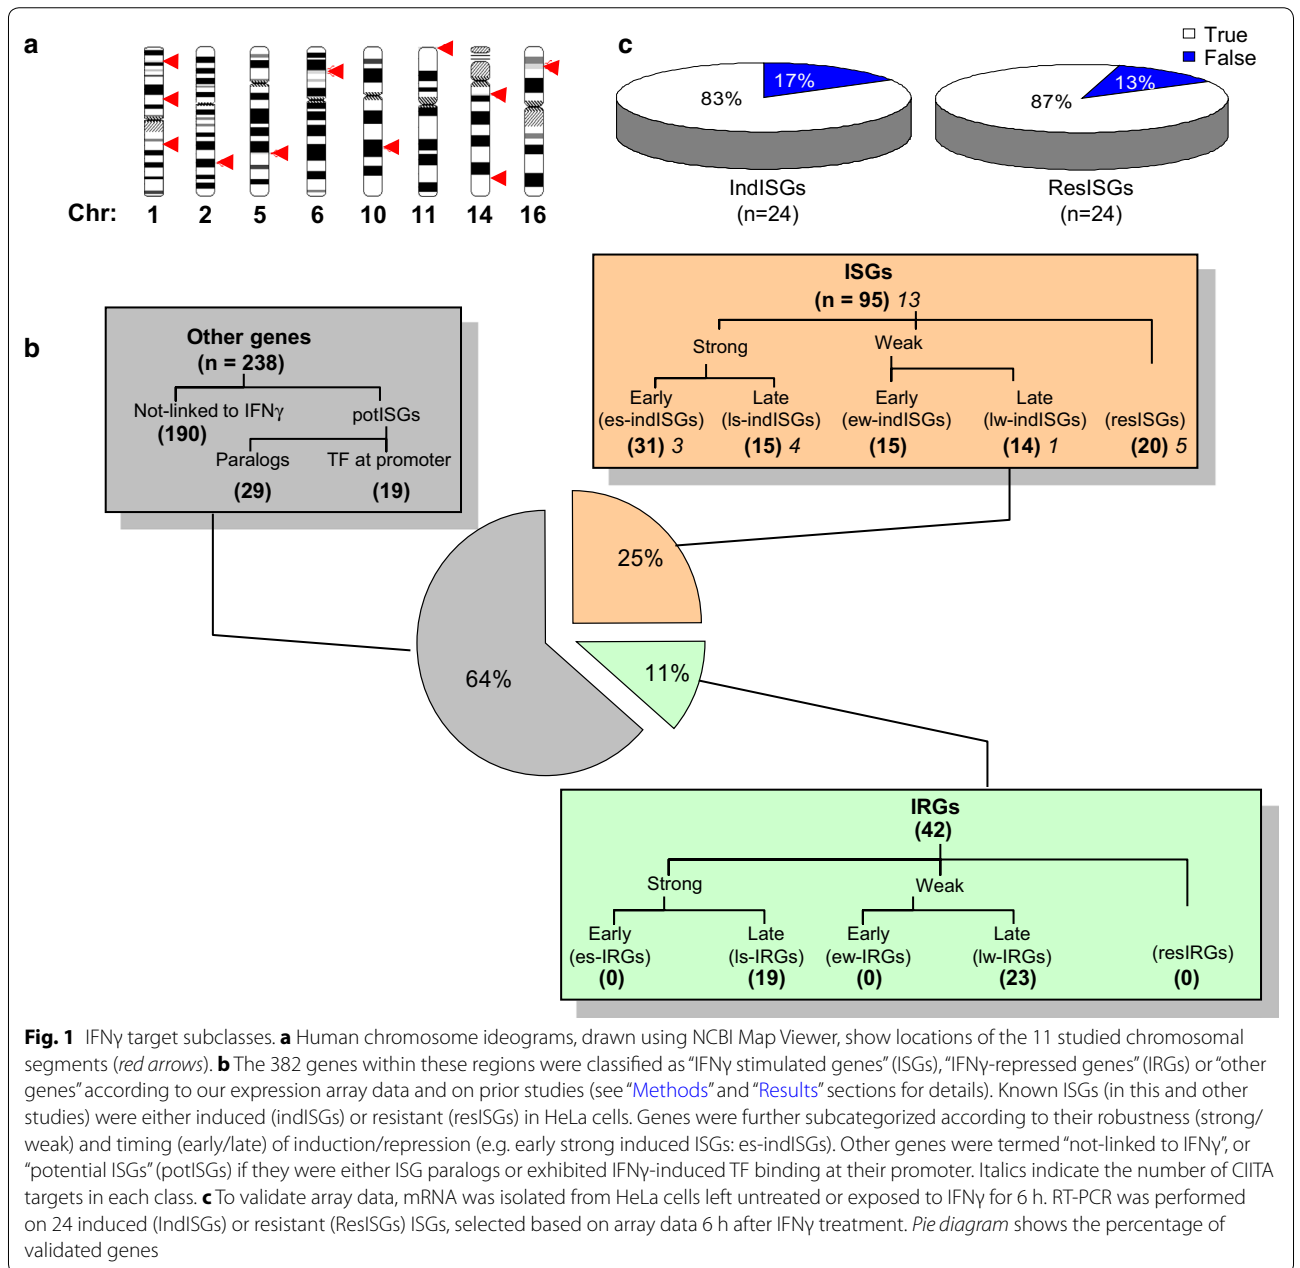 a
Chr: 1 2 5 6 10 11 14 16
c
True
False
83%
17%
87%
13%
IndISGs
(n=24)
ResISGs
(n=24)
b
Other genes
(n = 238)
Not-linked to IFNγ
(190)
potISGs
Paralogs
(29)
TF at promoter
(19)
ISGs
(n = 95) 13
Strong
Weak
Early
(es-indISGs)
(31) 3
Late
(ls-indISGs)
(15) 4
Early
(ew-indISGs)
(15)
Late
(lw-indISGs)
(14) 1
(resISGs)
(20) 5
25%
64%
11%
IRGs
(42)
Strong
Weak
Early
(es-IRGs)
(0)
Late
(ls-IRGs)
(19)
Early
(ew-IRGs)
(0)
Late
(lw-IRGs)
(23)
(resIRGs)
(0)
Fig. 1 IFNγ target subclasses. a Human chromosome ideograms, drawn using NCBI Map Viewer, show locations of the 11 studied chromosomal
segments (red arrows). b The 382 genes within these regions were classified as “IFNγ stimulated genes” (ISGs), “IFNγ-repressed genes” (IRGs) or “other
genes” according to our expression array data and on prior studies (see “Methods” and “Results” sections for details). Known ISGs (in this and other
studies) were either induced (indISGs) or resistant (resISGs) in HeLa cells. Genes were further subcategorized according to their robustness (strong/
weak) and timing (early/late) of induction/repression (e.g. early strong induced ISGs: es-indISGs). Other genes were termed “not-linked to IFNγ”, or
“potential ISGs” (potISGs) if they were either ISG paralogs or exhibited IFNγ-induced TF binding at their promoter. Italics indicate the number of CIITA
targets in each class. c To validate array data, mRNA was isolated from HeLa cells left untreated or exposed to IFNγ for 6 h. RT-PCR was performed
on 24 induced (IndISGs) or resistant (ResISGs) ISGs, selected based on array data 6 h after IFNγ treatment. Pie diagram shows the percentage of
validated genes